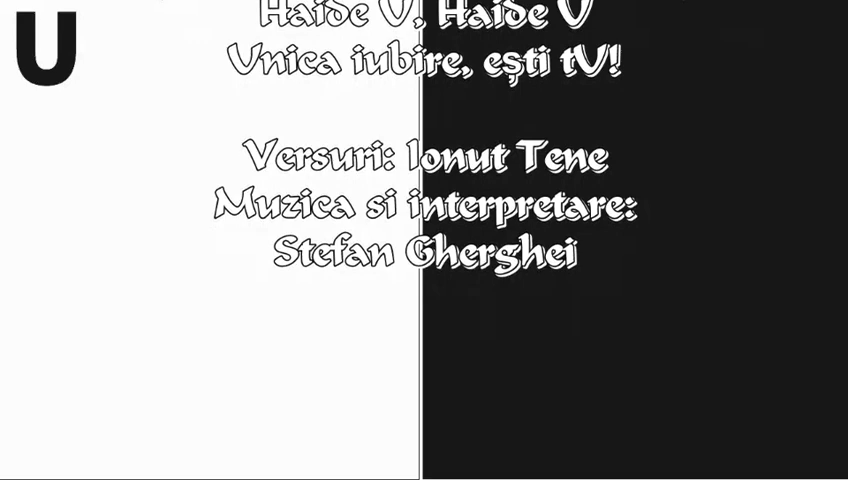 U
Haide U, Haide U
Unica iubire, ești tU!
Versuri: Ionut Tene
Muzica si interpretare:
Stefan Gherghei